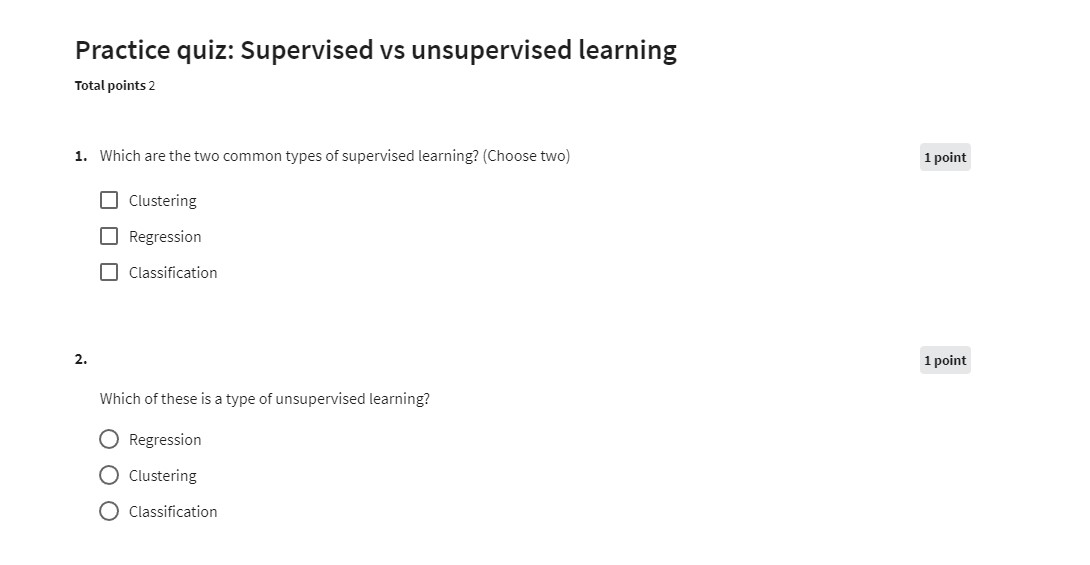 Practice quiz: Supervised vs unsupervised learning
Total points 2
1. Which are the two common types of supervised learning? (Choose two)
1 point
Clustering
Regression
Classification
2.
1 point
Which of these is a type of unsupervised learning?
Regression
Clustering
Classification